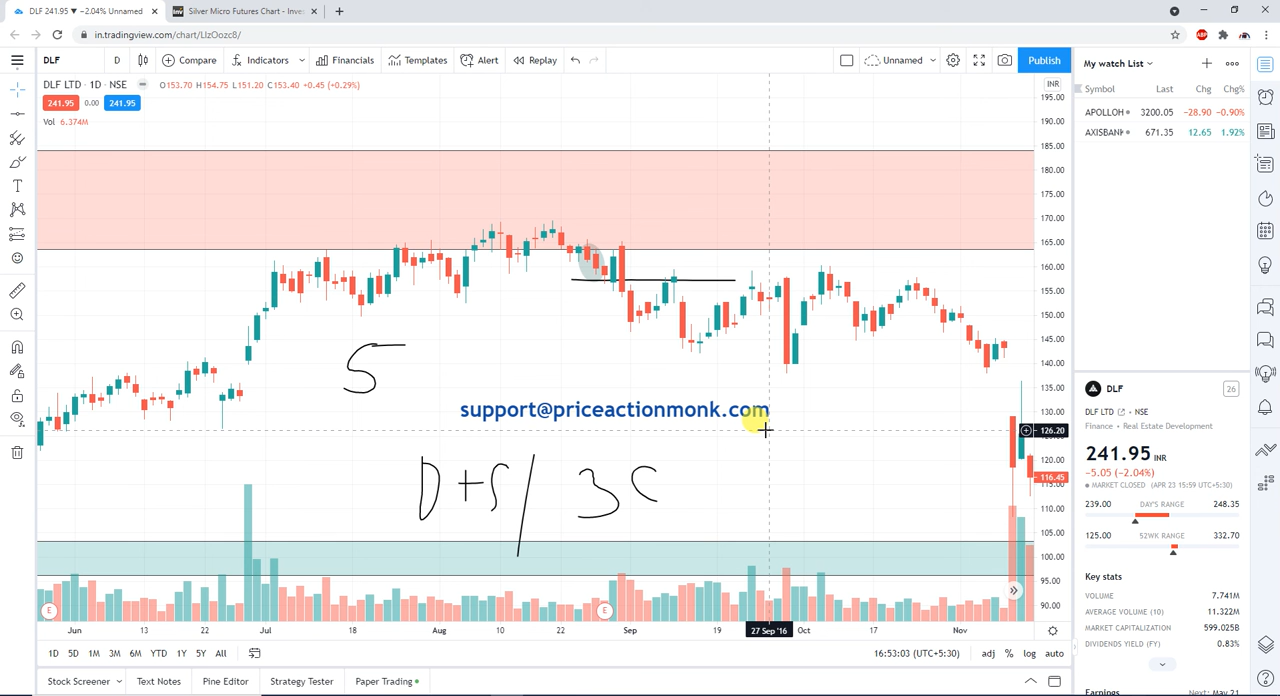 DLF 241.95 ▼ −2.04% Unnamed
Silver Micro Futures Chart - Inves
in.tradingview.com/chart/LIzOozc8/
DLF D Compare Indicators Financials Templates Alert Replay Unnamed Publish
DLF LTD · 1D · NSE O153.70 H154.75 L151.20 C153.40 +0.45 (+0.29%)
241.95 0.00 241.95
Vol 6.374M
INR
195.00
190.00
185.00
180.00
175.00
170.00
165.00
160.00
155.00
150.00
145.00
140.00
135.00
130.00
126.20
120.00
116.45
115.00
110.00
105.00
100.00
95.00
90.00
S
support@priceactionmonk.com
D+S/ 3S
E E
Jun 13 22 Jul 18 Aug 10 22 Sep 19 27 Sep '16 Oct 17 Nov
1D 5D 1M 3M 6M YTD 1Y 5Y All
16:53:03 (UTC+5:30) adj % log auto
Stock Screener Text Notes Pine Editor Strategy Tester Paper Trading
My watch List
Symbol Last Chg Chg%
APOLLOH 3200.05 −28.90 −0.90%
AXISBANK 671.35 12.65 1.92%
DLF 26
DLF LTD · NSE
Finance · Real Estate Development
241.95 INR
−5.05 (−2.04%)
MARKET CLOSED (APR 23 15:59 UTC+5:30)
239.00 DAY'S RANGE 248.35
125.00 52WK RANGE 332.70
Key stats
VOLUME 7.741M
AVERAGE VOLUME (10) 11.322M
MARKET CAPITALIZATION 599.025B
DIVIDENDS YIELD (FY) 0.83%
Earnings Next: May 21